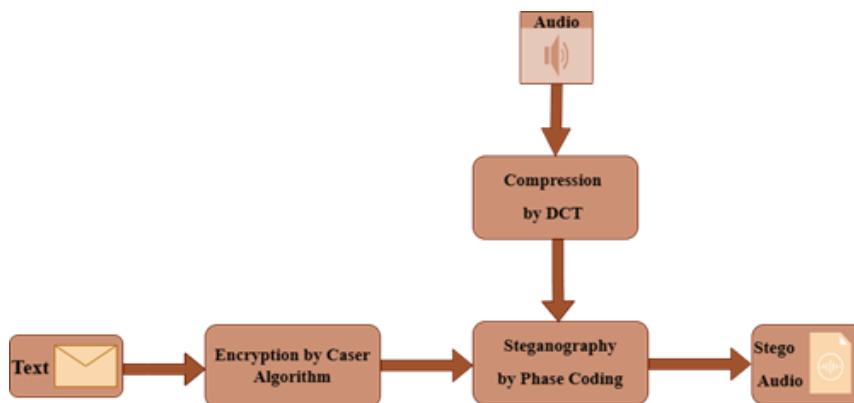 Audio
Compression
by DCT
Text
Encryption by Caser
Algorithm
Steganography
by Phase Coding
Stego
Audio